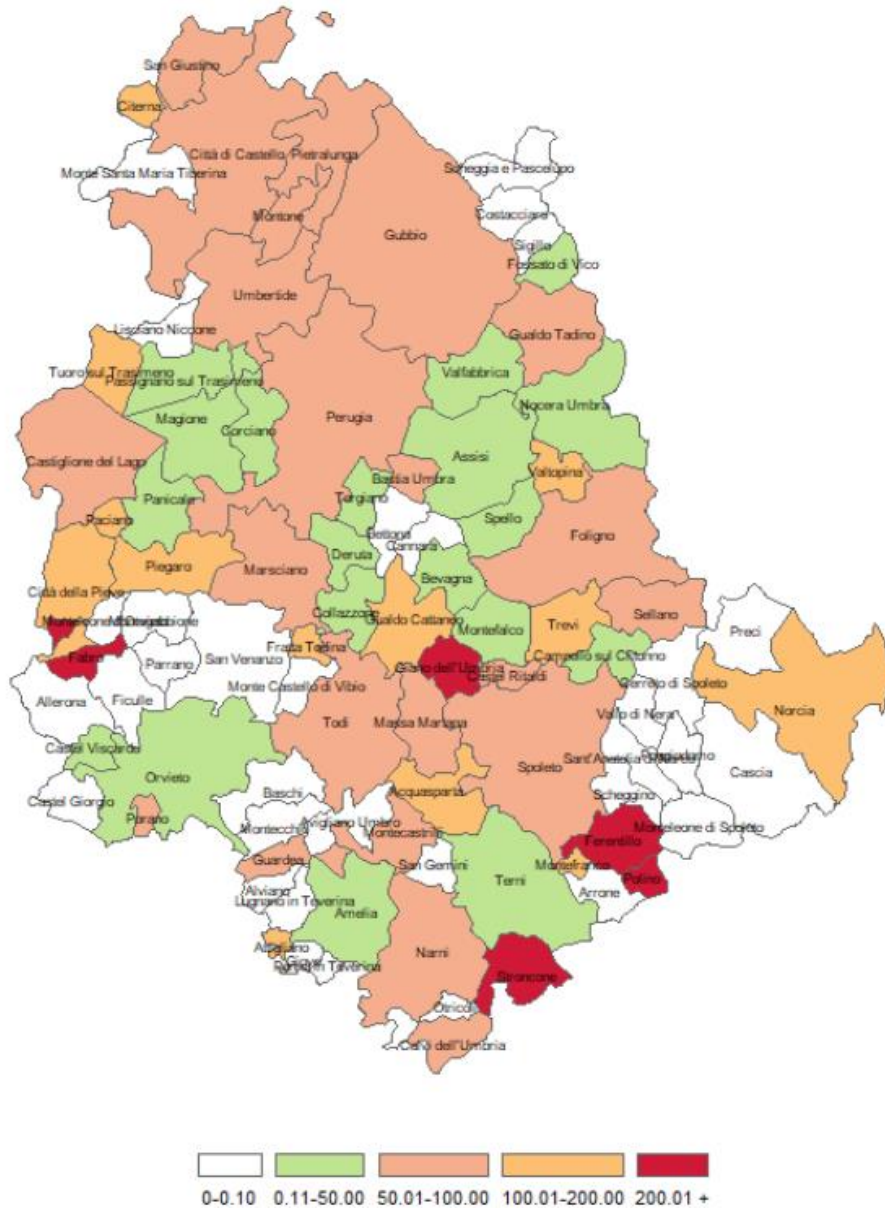 San Giustino
Citerna
Città di Castello
Pietralunga
Monte Santa Maria Tiberina
Scheggia e Pascelupo
Costacciaro
Montone
Gubbio
Sigillo
Fossato di Vico
Umbertide
Lisciano Niccone
Gualdo Tadino
Tuoro sul Trasimeno
Passignano sul Trasimeno
Valfabbrica
Nocera Umbra
Magione
Corciano
Perugia
Assisi
Castiglione del Lago
Bastia Umbra
Valtopina
Panicale
Torgiano
Paciano
Spello
Foligno
Bettona
Cannara
Deruta
Piegaro
Marsciano
Bevagna
Città della Pieve
Collazzone
Gualdo Cattaneo
Montefalco
Trevi
Sellano
Preci
Fratta Todina
San Venanzo
Parrano
Fabro
Giano dell'Umbria
Castel Ritaldi
Campello sul Clitunno
Cerreto di Spoleto
Monte Castello di Vibio
Allerona
Ficulle
Todi
Massa Martana
Vallo di Nera
Norcia
Castel Viscardo
Orvieto
Spoleto
Cascia
Castel Giorgio
Porano
Baschi
Acquasparta
Scheggino
Montecchio
Avigliano Umbro
Montecastrilli
Ferentillo
Monteleone di Spoleto
Guardea
San Gemini
Montefranco
Polino
Terni
Arrone
Alviano
Lugnano in Teverina
Amelia
Narni
Stroncone
Otricoli
Calvi dell'Umbria
0-0.10 0.11-50.00 50.01-100.00 100.01-200.00 200.01 +